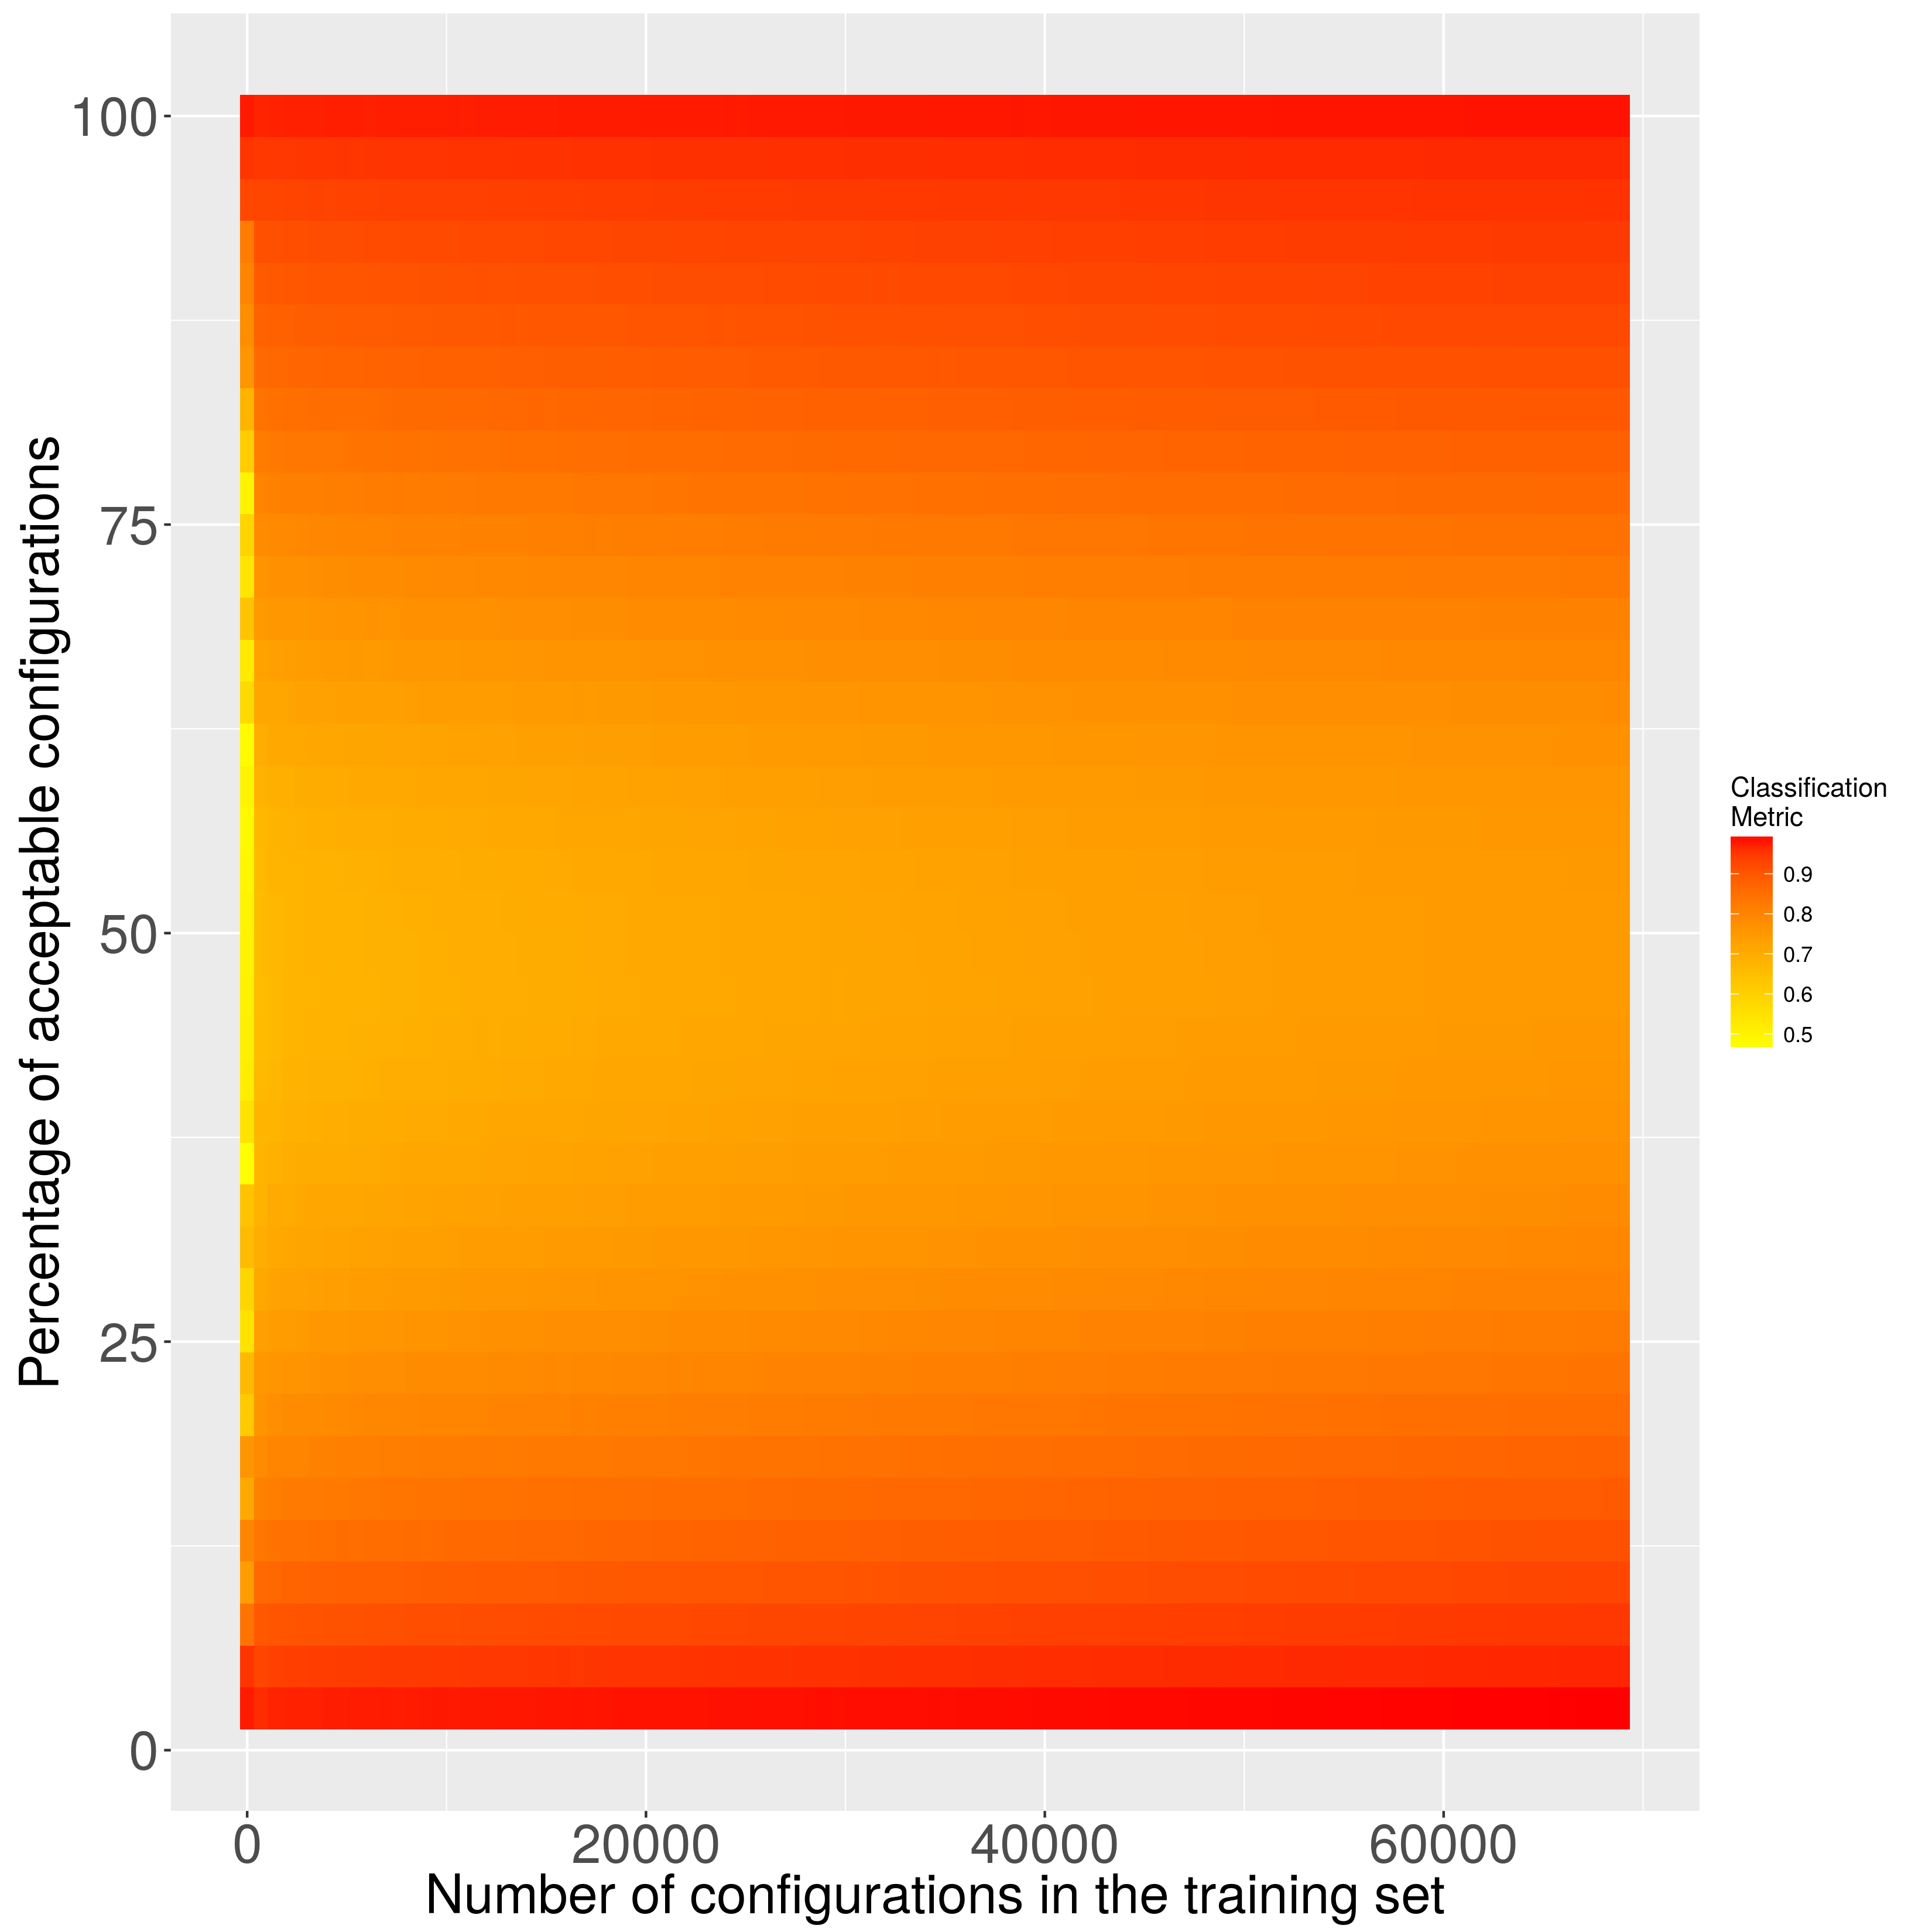 Percentage of acceptable configurations
100
75
50
25
0
0 20000 40000 60000
Number of configurations in the training set
Classification
Metric
0.9
0.8
0.7
0.6
0.5